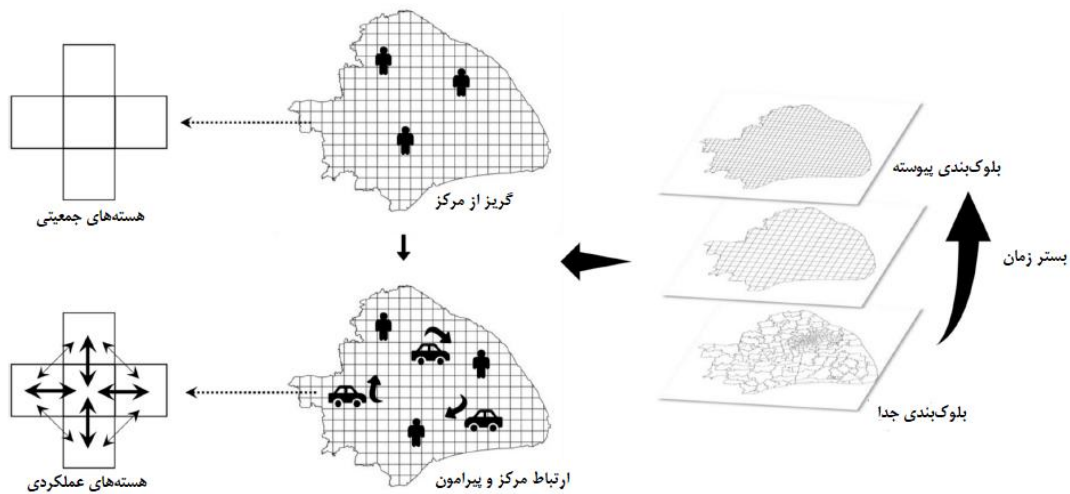 بلوک‌بندی پیوسته
بستر زمان
بلوک‌بندی جدا
گریز از مرکز
هسته‌های جمعیتی
ارتباط مرکز و پیرامون
هسته‌های عملکردی